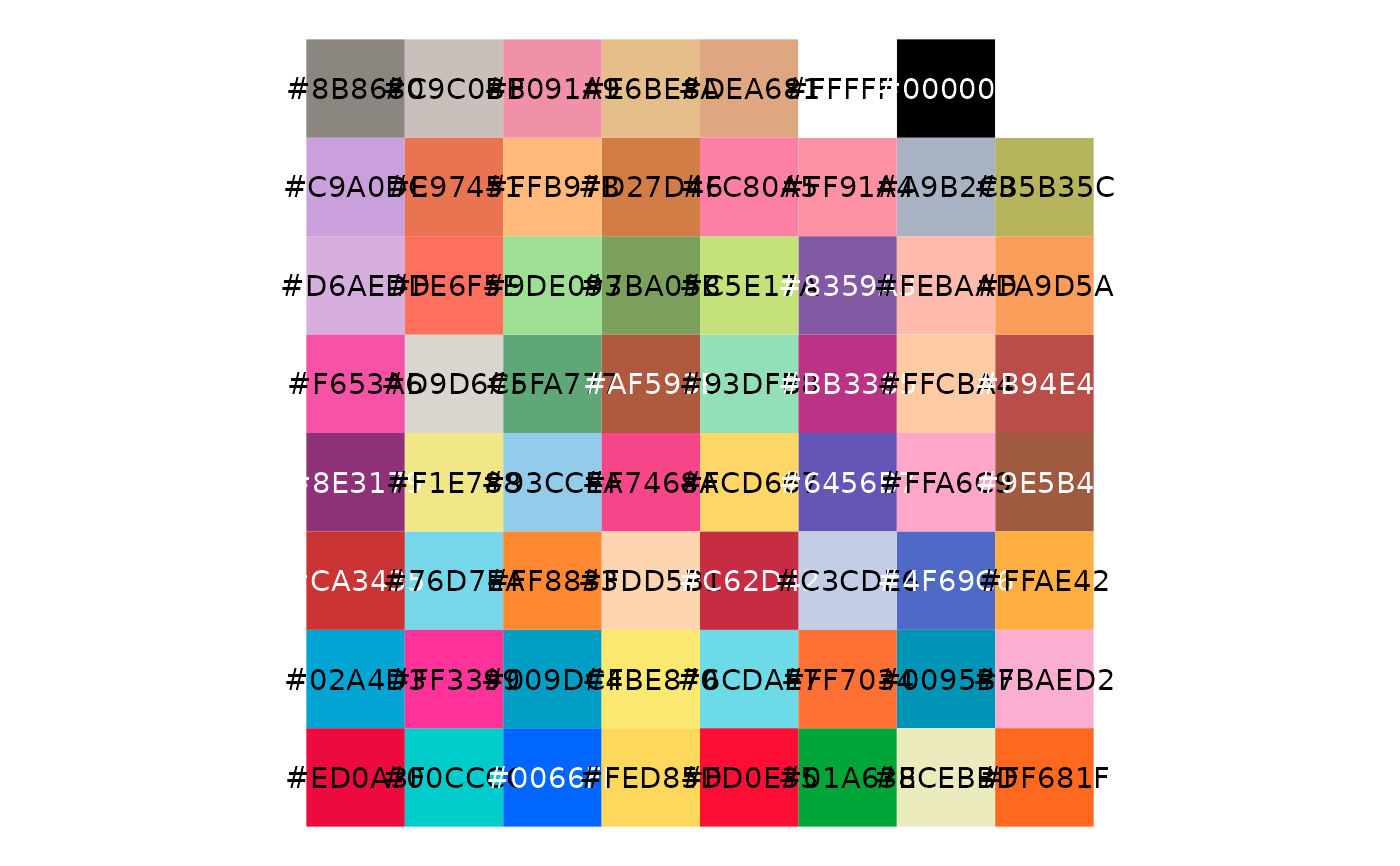 #8B8680 #C9C0BB #F091A9 #E6BE8A #DEA681 #FFFFFF #000000
#C9A0DC #E97451 #FFB97B #D27D46 #FC80A5 #FF91A4 #A9B2C3 #B5B35C
#D6AEDD #FE6F5E #9DE093 #7BA05B #C5E17A #8359A3 #FEBAAD #FA9D5A
#F653A6 #D9D6CF #5FA777 #AF593E #93DFB8 #BB3385 #FFCBA4 #B94E48
#8E3179 #F1E788 #93CCEA #F7468A #FCD667 #6456B7 #FFA6C9 #9E5B40
#CA3435 #76D7EA #FF8833 #FDD5B1 #C62D42 #C3CDE6 #4F69C6 #FFAE42
#02A4D3 #FF3399 #009DC4 #FBE870 #6CDAE7 #FF7034 #0095B7 #FBAED2
#ED0A3F #00CCCC #0066FF #FED85D #FD0E35 #01A638 #ECEBBD #FF681F